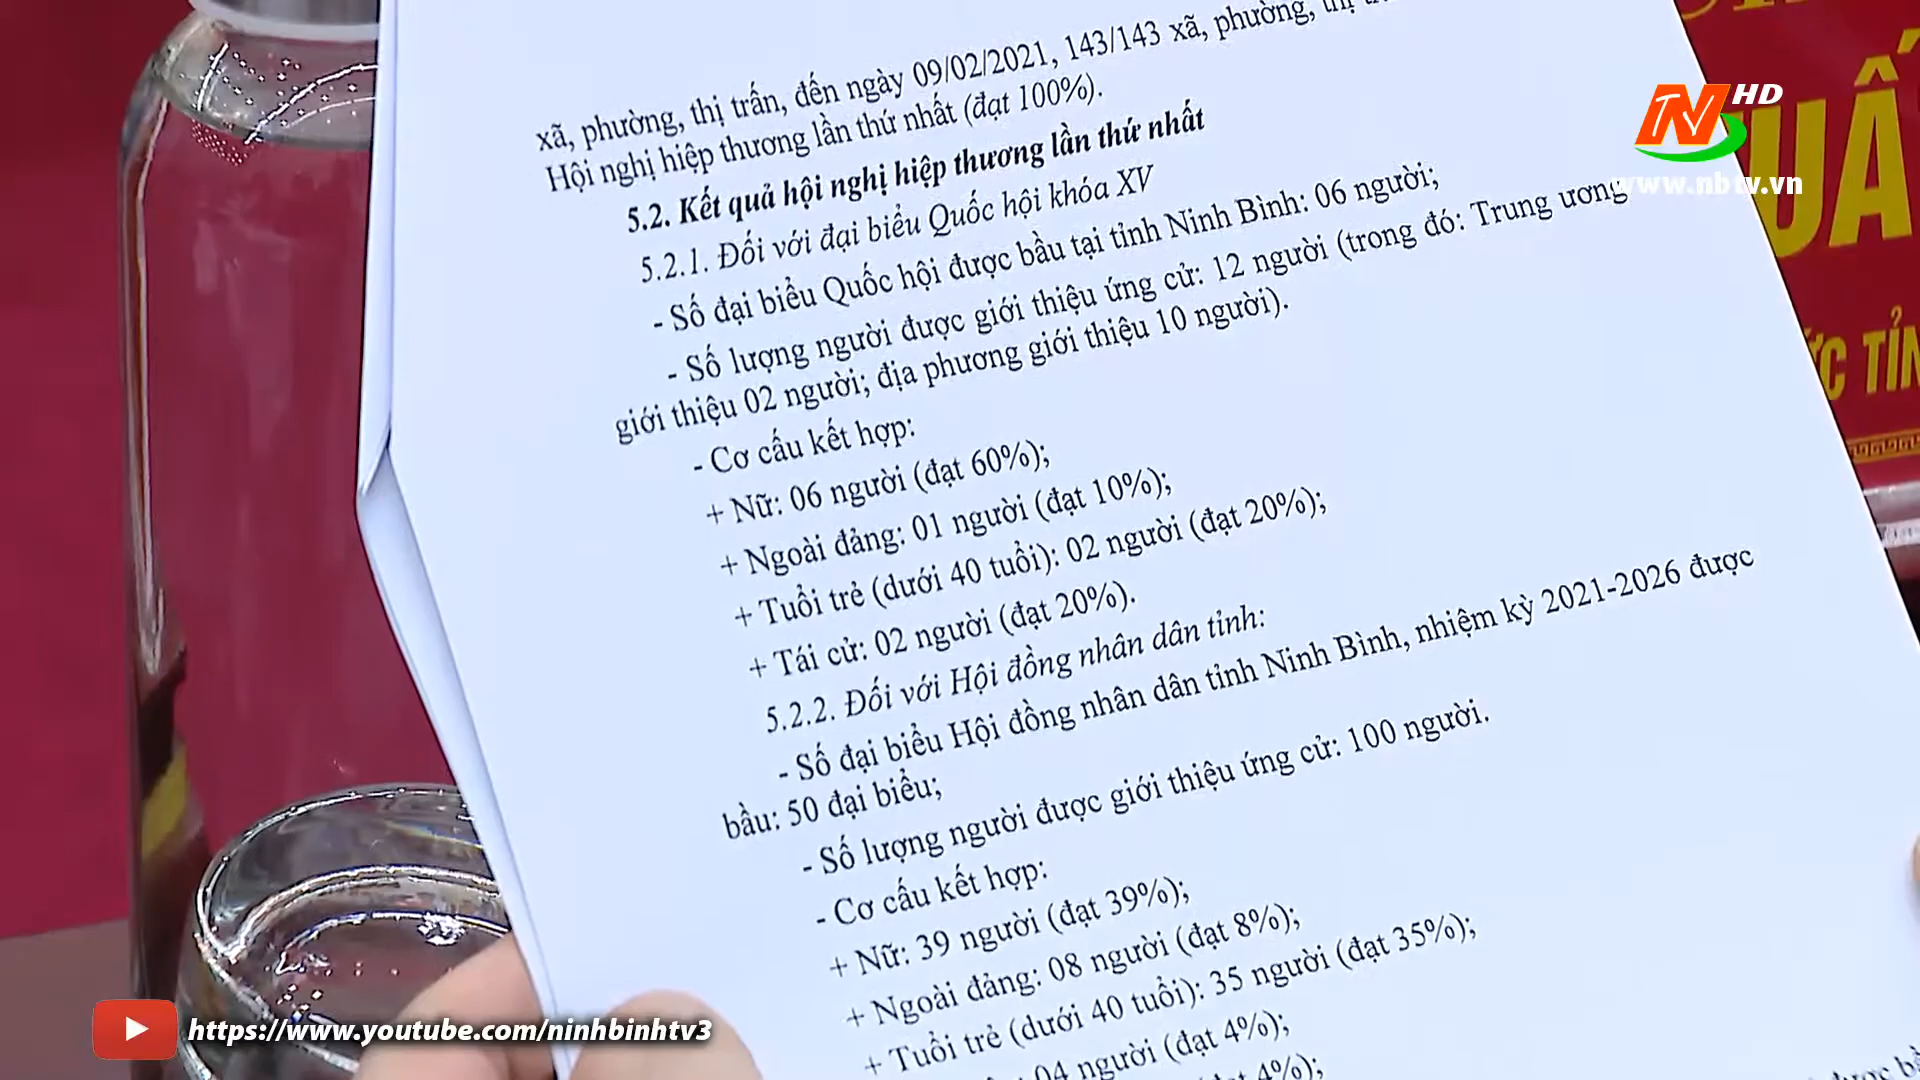 xã, phường, thị trấn, đến ngày 09/02/2021, 143/143 xã, phường, thị
Hội nghị hiệp thương lần thứ nhất (đạt 100%).
5.2. Kết quả hội nghị hiệp thương lần thứ nhất
5.2.1. Đối với đại biểu Quốc hội khóa XV
- Số đại biểu Quốc hội được bầu tại tỉnh Ninh Bình: 06 người;
- Số lượng người được giới thiệu ứng cử: 12 người (trong đó: Trung ương
giới thiệu 02 người; địa phương giới thiệu 10 người).
- Cơ cấu kết hợp:
+ Nữ: 06 người (đạt 60%);
+ Ngoài đảng: 01 người (đạt 10%);
+ Tuổi trẻ (dưới 40 tuổi): 02 người (đạt 20%);
+ Tái cử: 02 người (đạt 20%).
5.2.2. Đối với Hội đồng nhân dân tỉnh:
- Số đại biểu Hội đồng nhân dân tỉnh Ninh Bình, nhiệm kỳ 2021-2026 được
bầu: 50 đại biểu;
- Số lượng người được giới thiệu ứng cử: 100 người.
- Cơ cấu kết hợp:
+ Nữ: 39 người (đạt 39%);
+ Ngoài đảng: 08 người (đạt 8%);
+ Tuổi trẻ (dưới 40 tuổi): 35 người (đạt 35%);
04 người (đạt 4%);
4%);
NTV HD
www.nbtv.vn
https://www.youtube.com/ninhbinhtv3